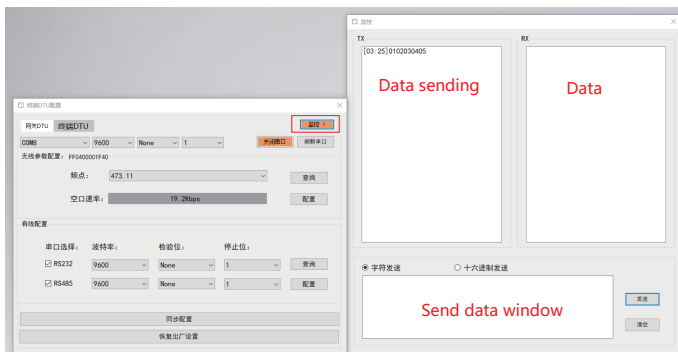 终端DTU配置
网关DTU 终端DTU
监控 >
COM8 9600 None 1 关闭串口 刷新串口
无线参数配置： FF0400001F40
频点： 473.11 查询
空口速率： 19.2Kbps 配置
有线配置
串口选择： 波特率： 检验位： 停止位：
RS232 9600 None 1 查询
RS485 9600 None 1 配置
同步配置
恢复出厂设置
监控
TX RX
[03:25]0102030405
Data sending
Data
字符发送 十六进制发送
Send data window
发送
清空